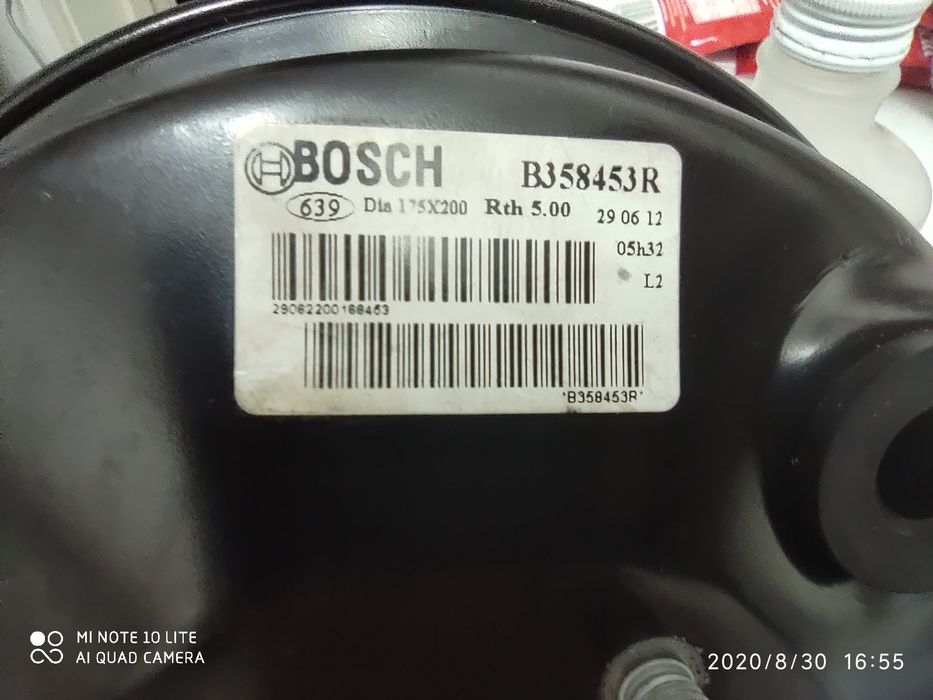 BOSCH B358453R
639 Dia 175X200 Rth 5.00 29 06 12
05h32
L2
29062200168453
*B358453R*
MI NOTE 10 LITE
AI QUAD CAMERA
2020/8/30 16:55